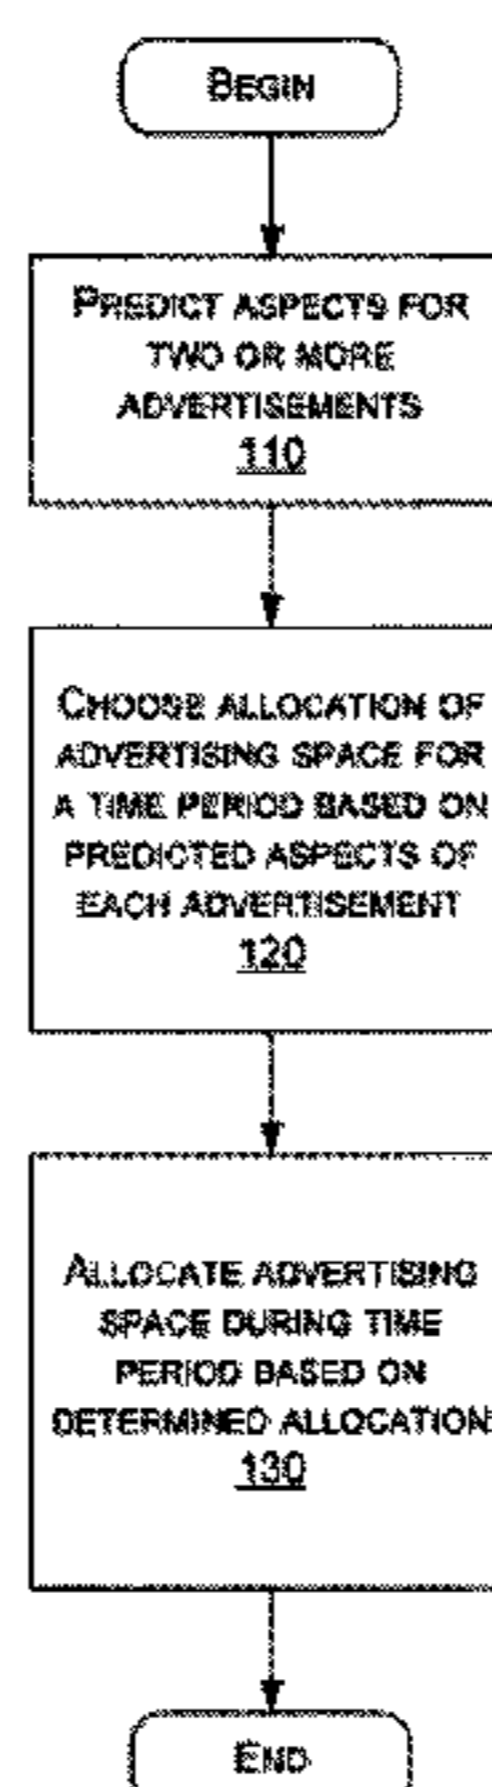 BEGIN
PREDICT ASPECTS FOR
TWO OR MORE
ADVERTISEMENTS
110
CHOOSE ALLOCATION OF
ADVERTISING SPACE FOR
A TIME PERIOD BASED ON
PREDICTED ASPECTS OF
EACH ADVERTISEMENT
120
ALLOCATE ADVERTISING
SPACE DURING TIME
PERIOD BASED ON
DETERMINED ALLOCATION
130
END